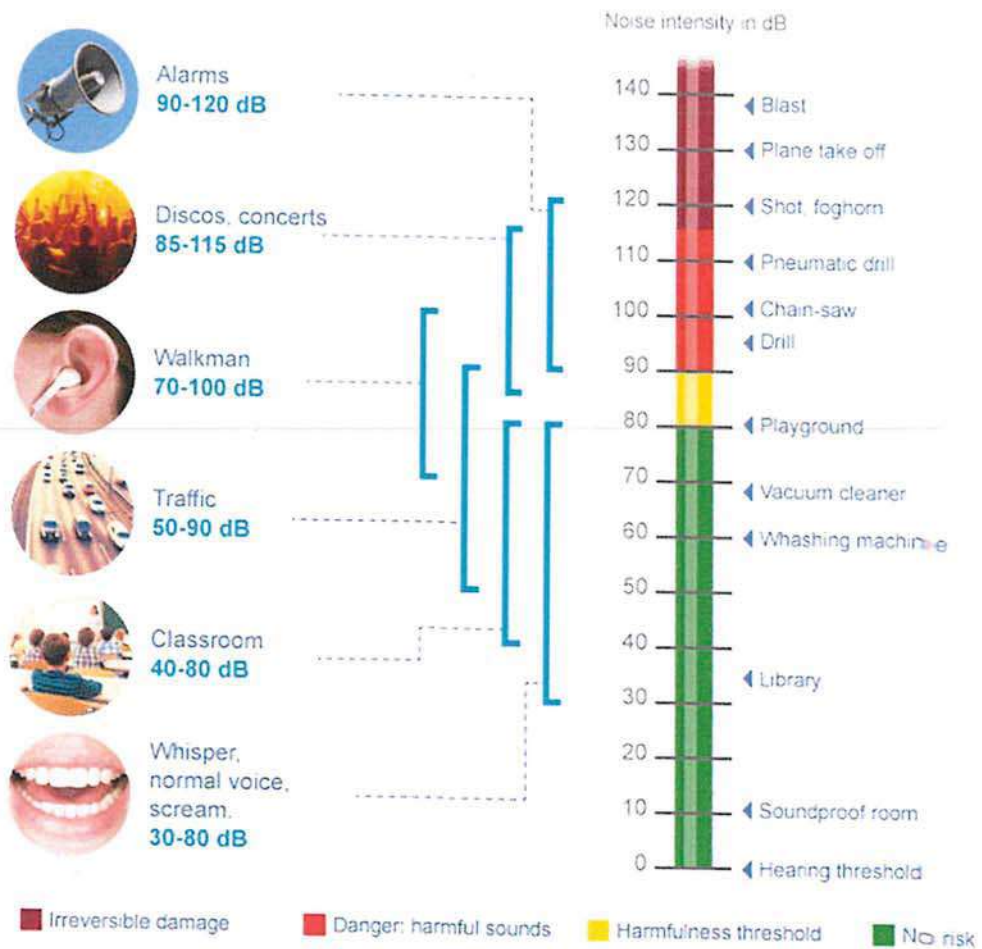 Noise intensity in dB
Alarms
90-120 dB
Discos, concerts
85-115 dB
Walkman
70-100 dB
Traffic
50-90 dB
Classroom
40-80 dB
Whisper,
normal voice,
scream.
30-80 dB
140
Blast
130
Plane take off
120
Shot, foghorn
110
Pneumatic drill
100
Chain-saw
Drill
90
80
Playground
70
Vacuum cleaner
60
Whashing machine
50
40
Library
30
20
10
Soundproof room
0
Hearing threshold
Irreversible damage
Danger: harmful sounds
Harmfulness threshold
No risk